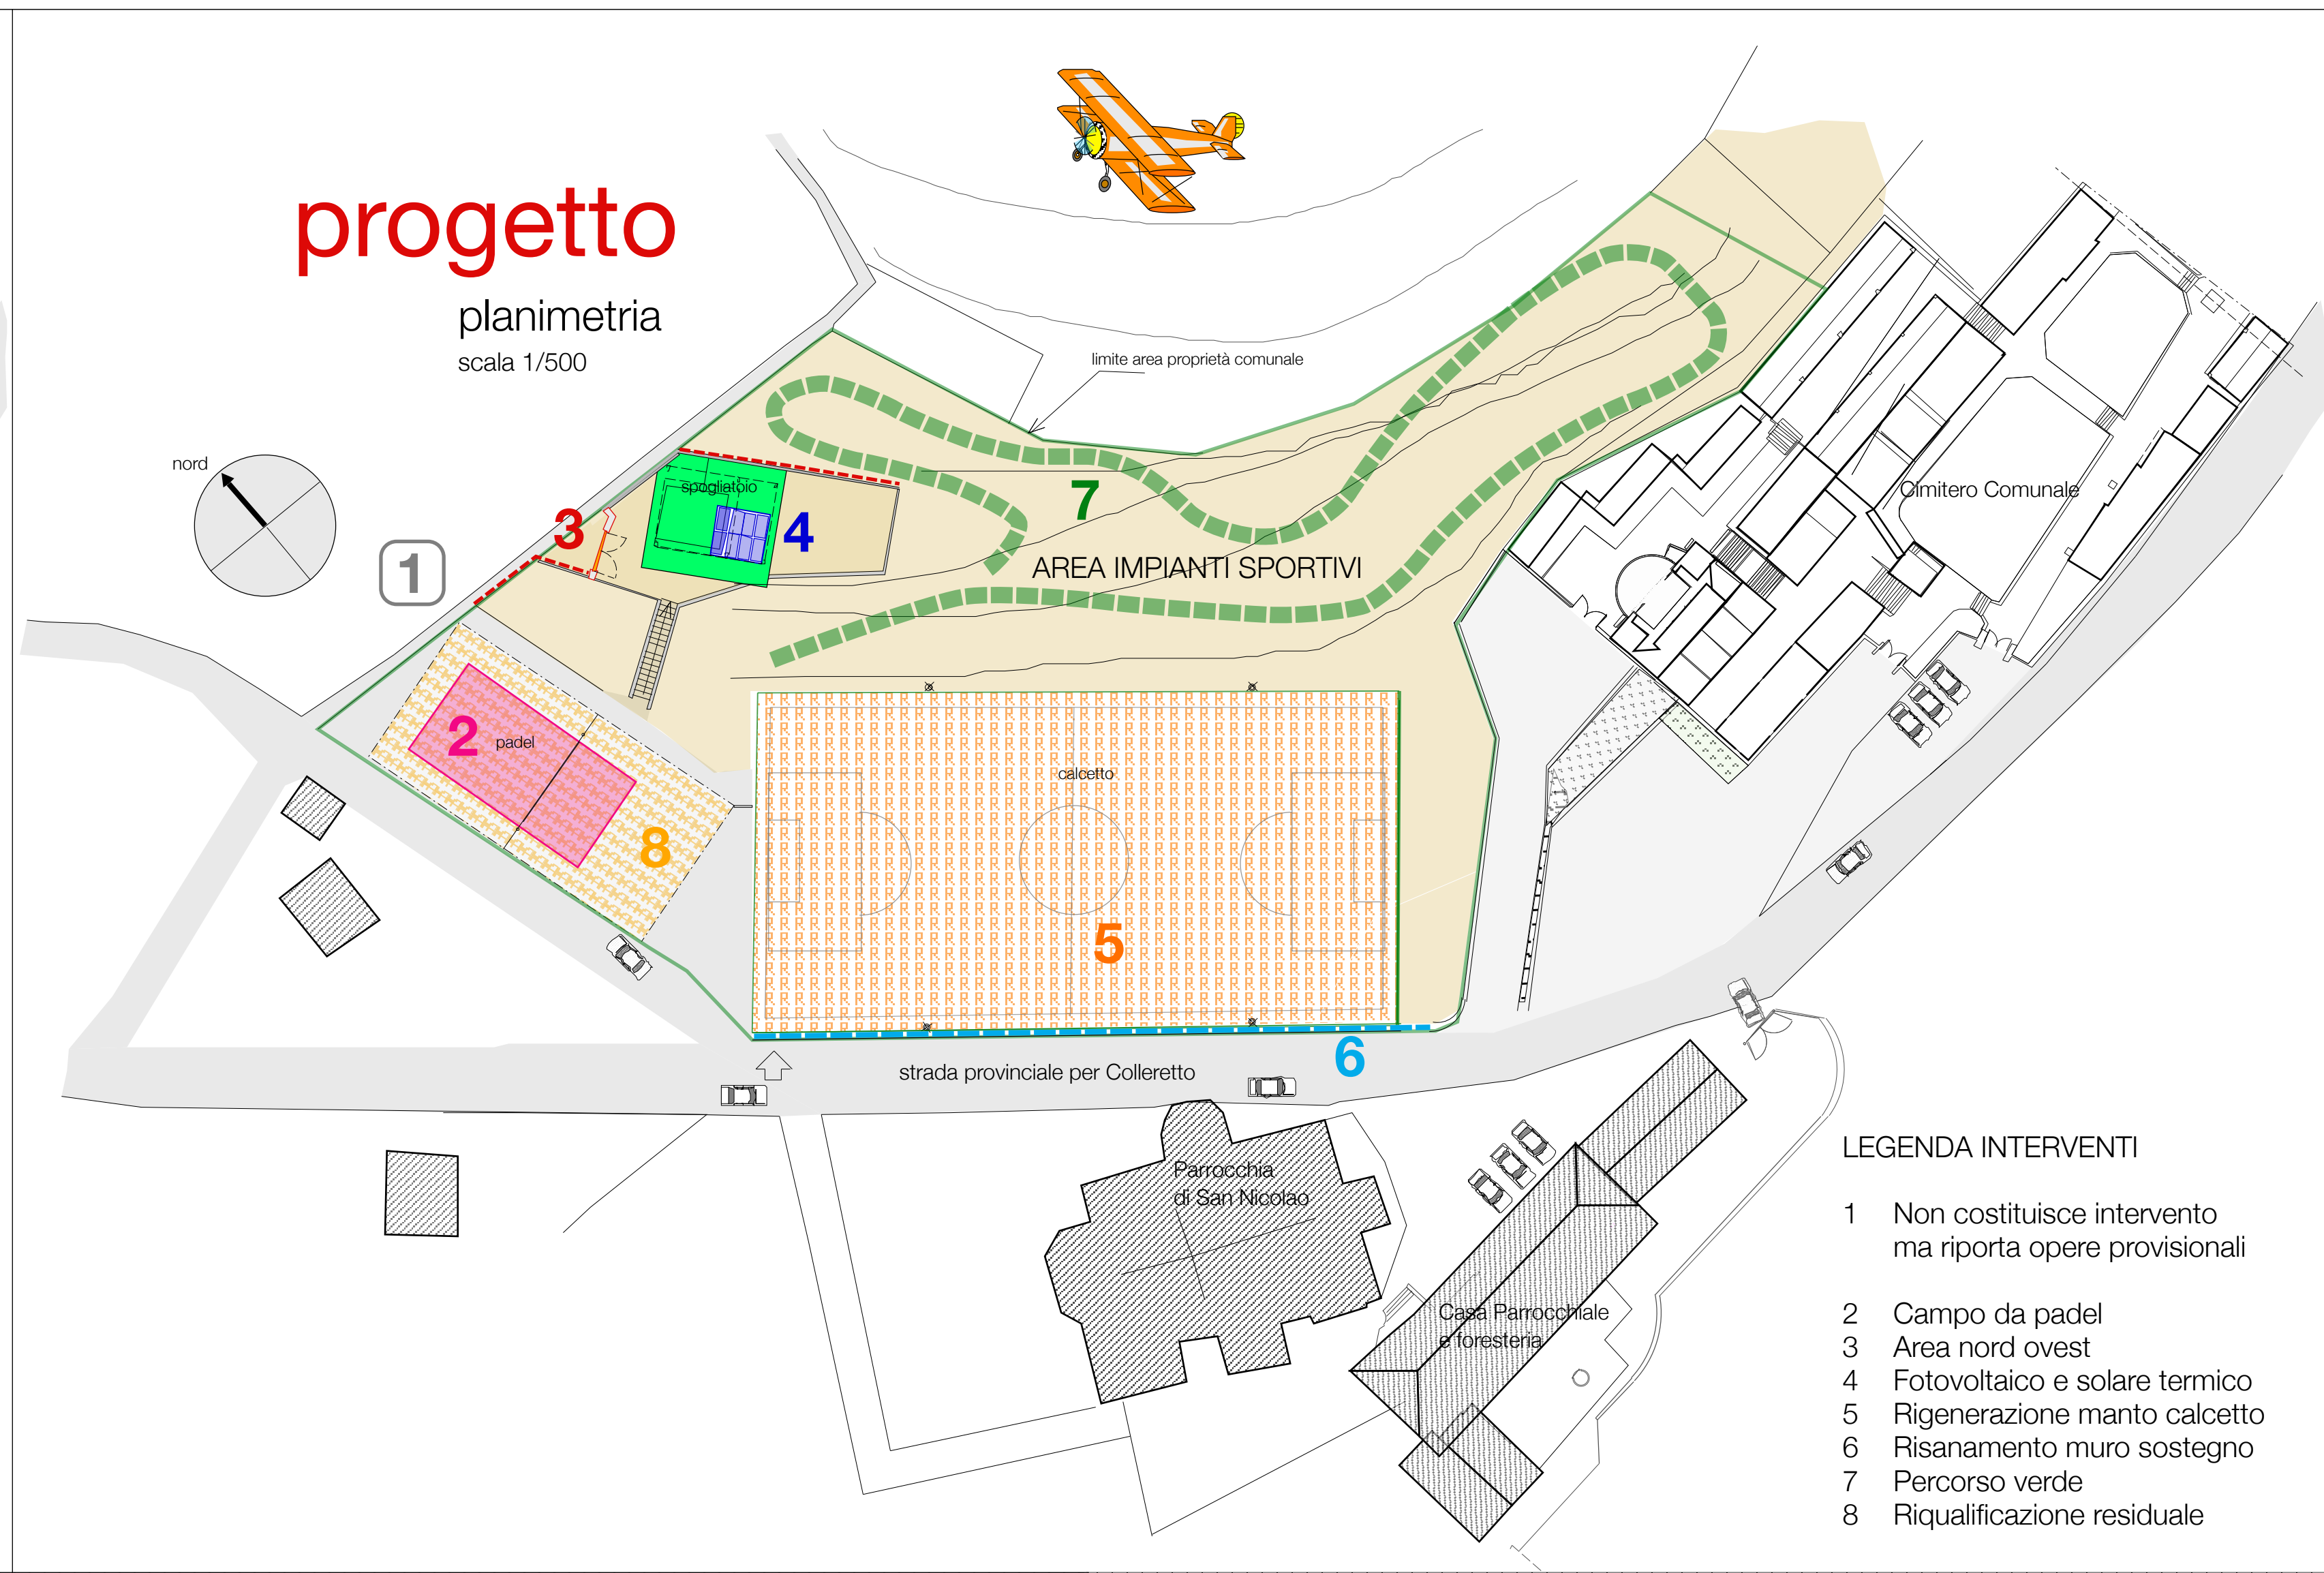 progetto
planimetria
scala 1/500
limite area proprietà comunale
nord
spogliatoio
Cimitero Comunale
7
3
4
1
AREA IMPIANTI SPORTIVI
2
padel
calcetto
8
5
6
strada provinciale per Colleretto
Parrocchia
di San Nicolao
Casa Parrocchiale
e foresteria
LEGENDA INTERVENTI
1 Non costituisce intervento
ma riporta opere provisionali
2 Campo da padel
3 Area nord ovest
4 Fotovoltaico e solare termico
5 Rigenerazione manto calcetto
6 Risanamento muro sostegno
7 Percorso verde
8 Riqualificazione residuale